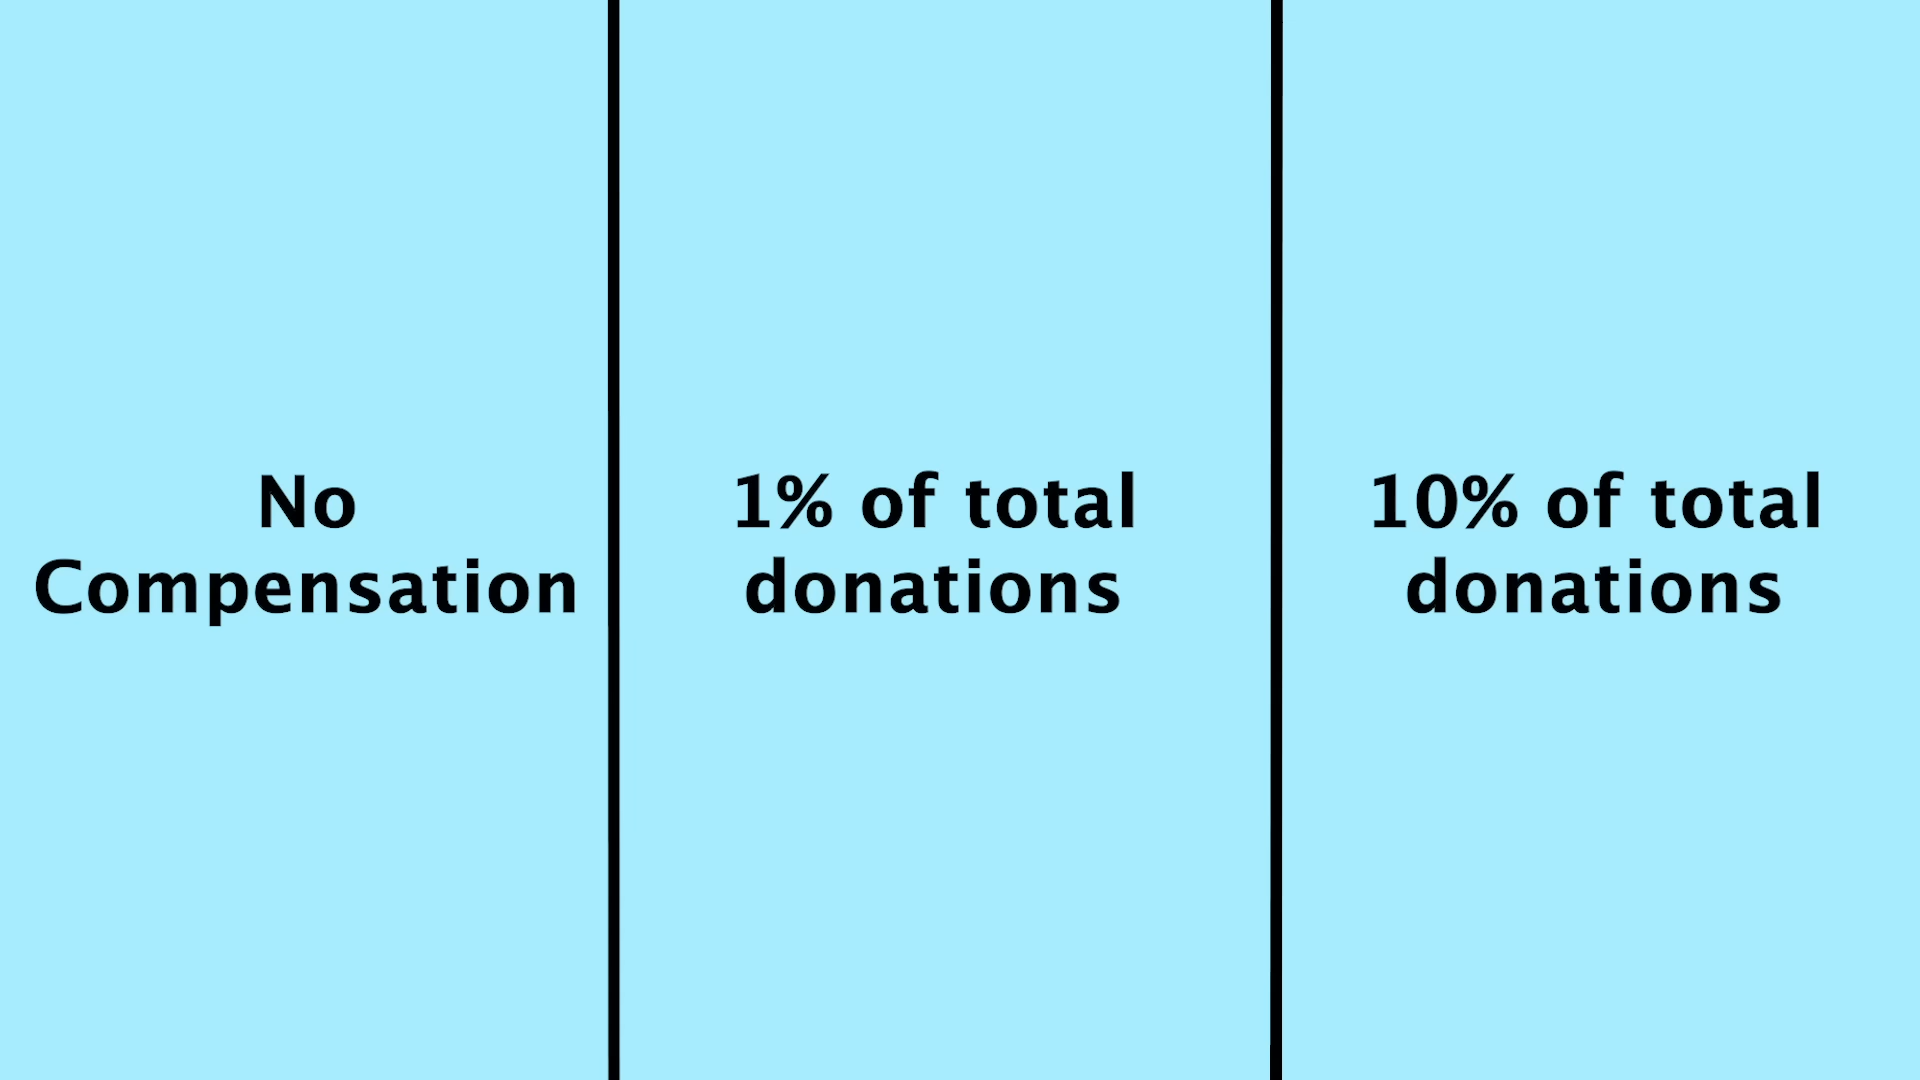 No
Compensation
1% of total
donations
10% of total
donations